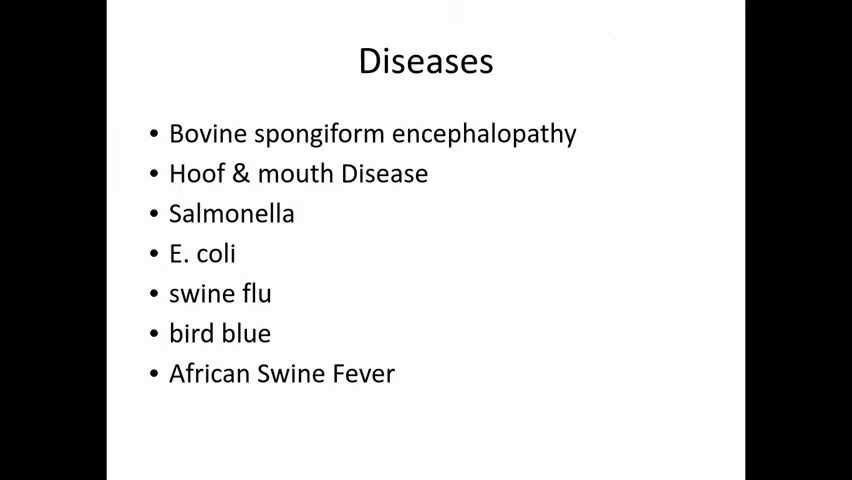 Diseases
• Bovine spongiform encephalopathy
• Hoof & mouth Disease
• Salmonella
• E. coli
• swine flu
• bird blue
• African Swine Fever